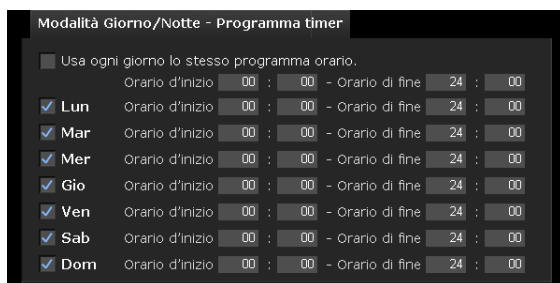 Modalità Giorno/Notte - Programma timer
Usa ogni giorno lo stesso programma orario.
Orario d'inizio 00 : 00 - Orario di fine 24 : 00
Lun Orario d'inizio 00 : 00 - Orario di fine 24 : 00
Mar Orario d'inizio 00 : 00 - Orario di fine 24 : 00
Mer Orario d'inizio 00 : 00 - Orario di fine 24 : 00
Gio Orario d'inizio 00 : 00 - Orario di fine 24 : 00
Ven Orario d'inizio 00 : 00 - Orario di fine 24 : 00
Sab Orario d'inizio 00 : 00 - Orario di fine 24 : 00
Dom Orario d'inizio 00 : 00 - Orario di fine 24 : 00